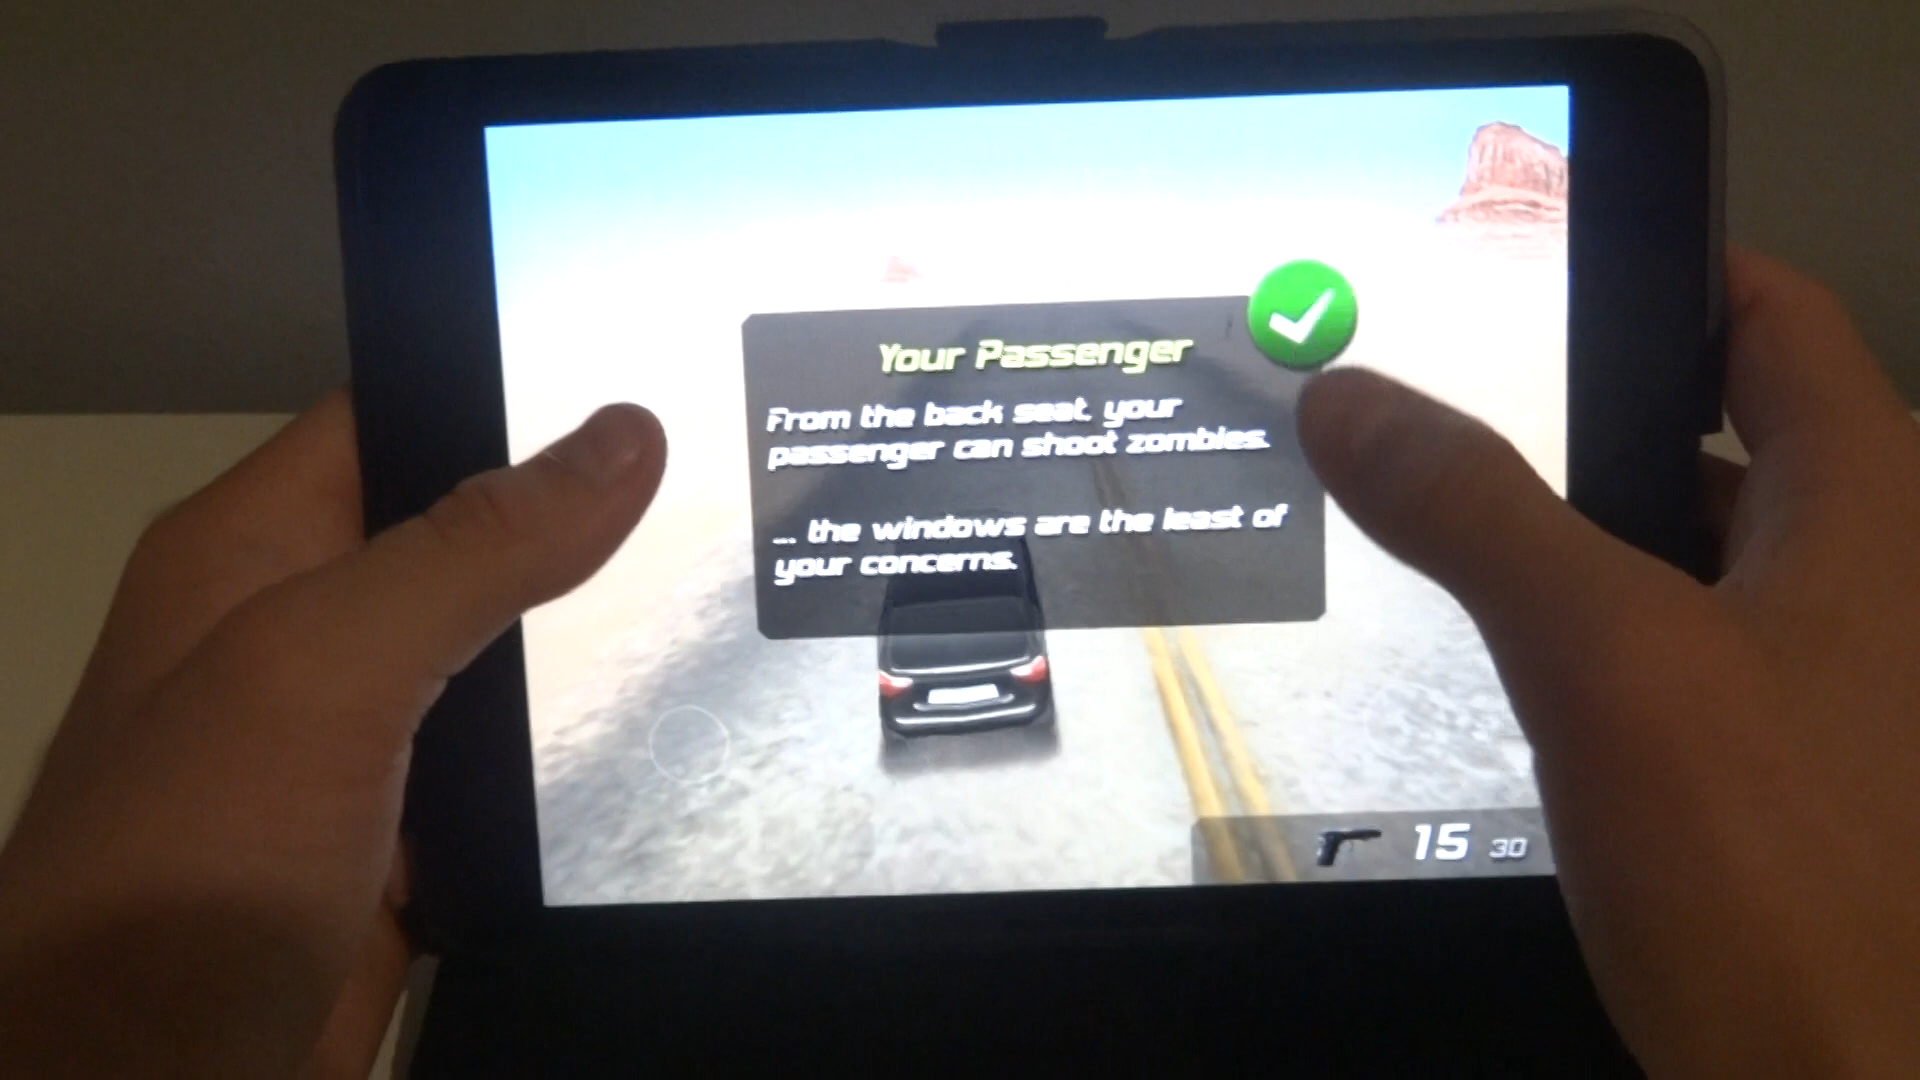 Your Passenger
From the back seat, your
passenger can shoot zombies.
... the windows are the least of
your concerns.
15 30